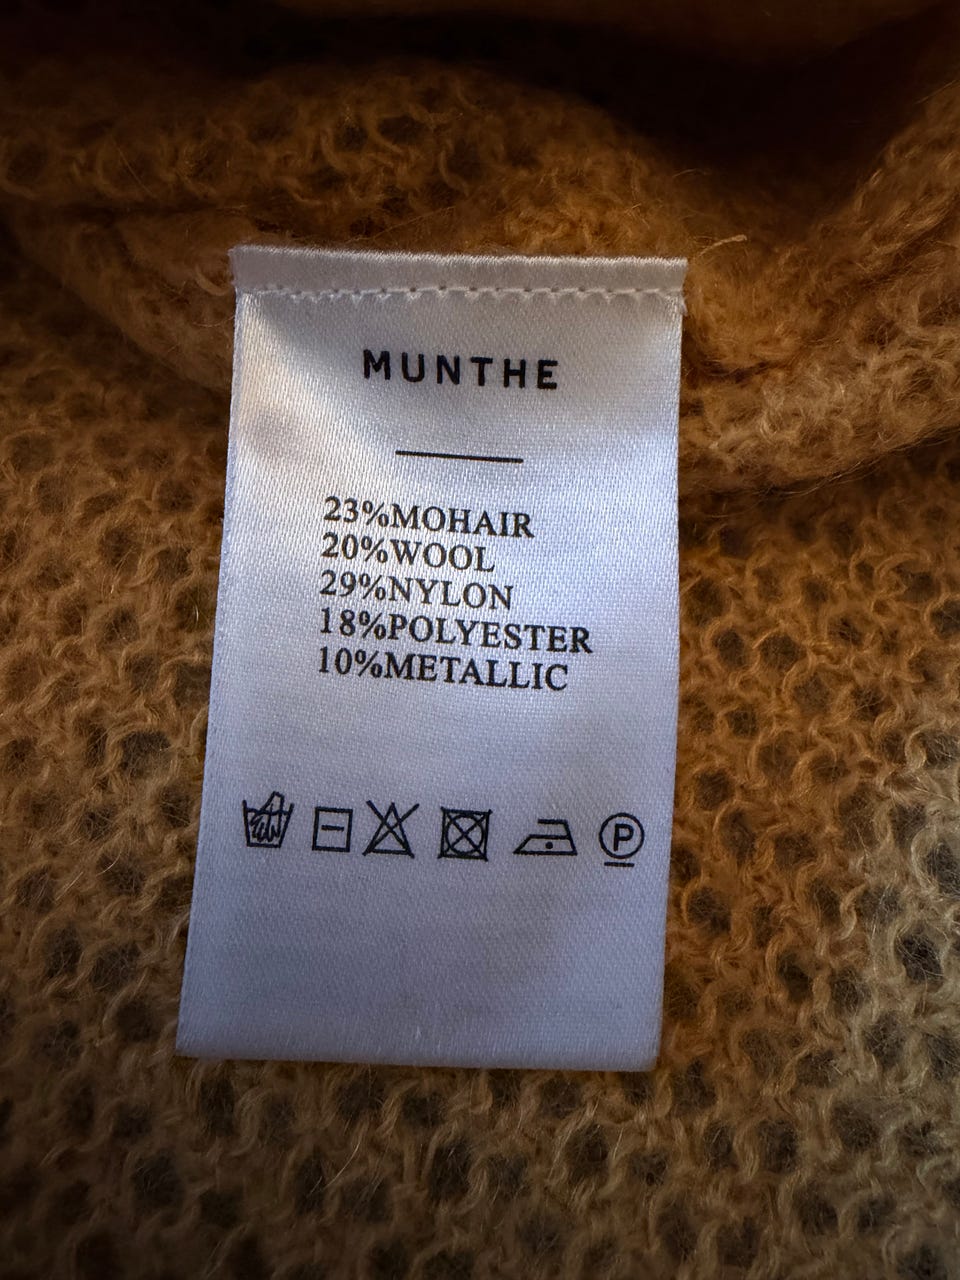 MUNTHE
23%MOHAIR
20%WOOL
29%NYLON
18%POLYESTER
10%METALLIC
P